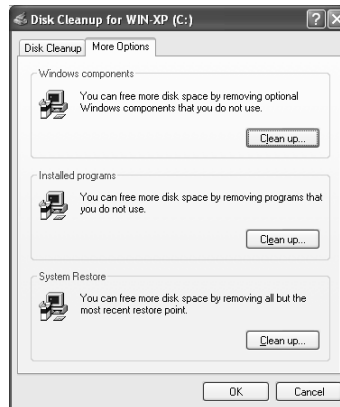 Disk Cleanup for WIN-XP (C:)
Disk Cleanup More Options
Windows components
You can free more disk space by removing optional
Windows components that you do not use.
Clean up...
Installed programs
You can free more disk space by removing programs that
you do not use.
Clean up...
System Restore
You can free more disk space by removing all but the
most recent restore point.
Clean up...
OK Cancel